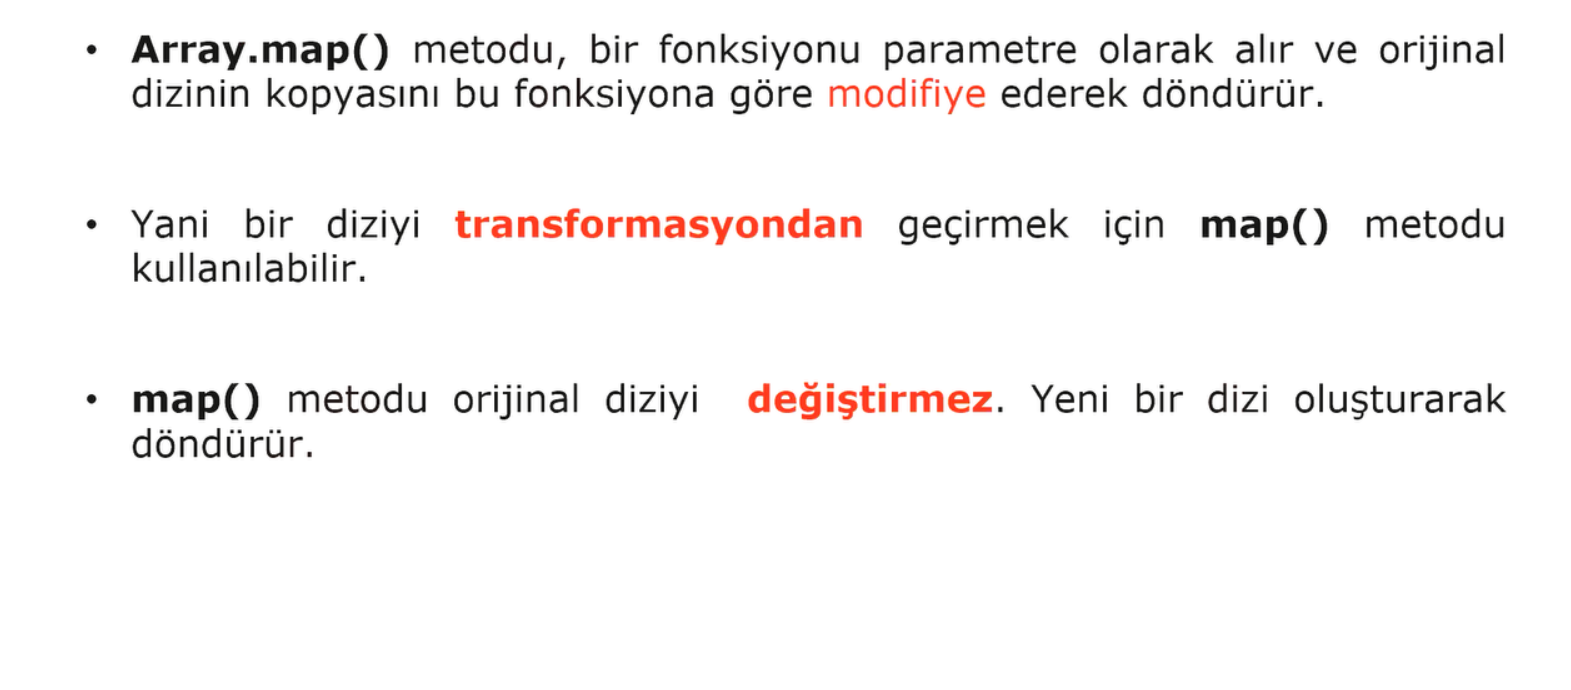 • Array.map() metodu, bir fonksiyonu parametre olarak alır ve orijinal
dizinin kopyasını bu fonksiyona göre modifiye ederek döndürür.
• Yani bir diziyi transformasyondan geçirmek için map() metodu
kullanılabilir.
• map() metodu orijinal diziyi değiştirmez. Yeni bir dizi oluşturarak
döndürür.